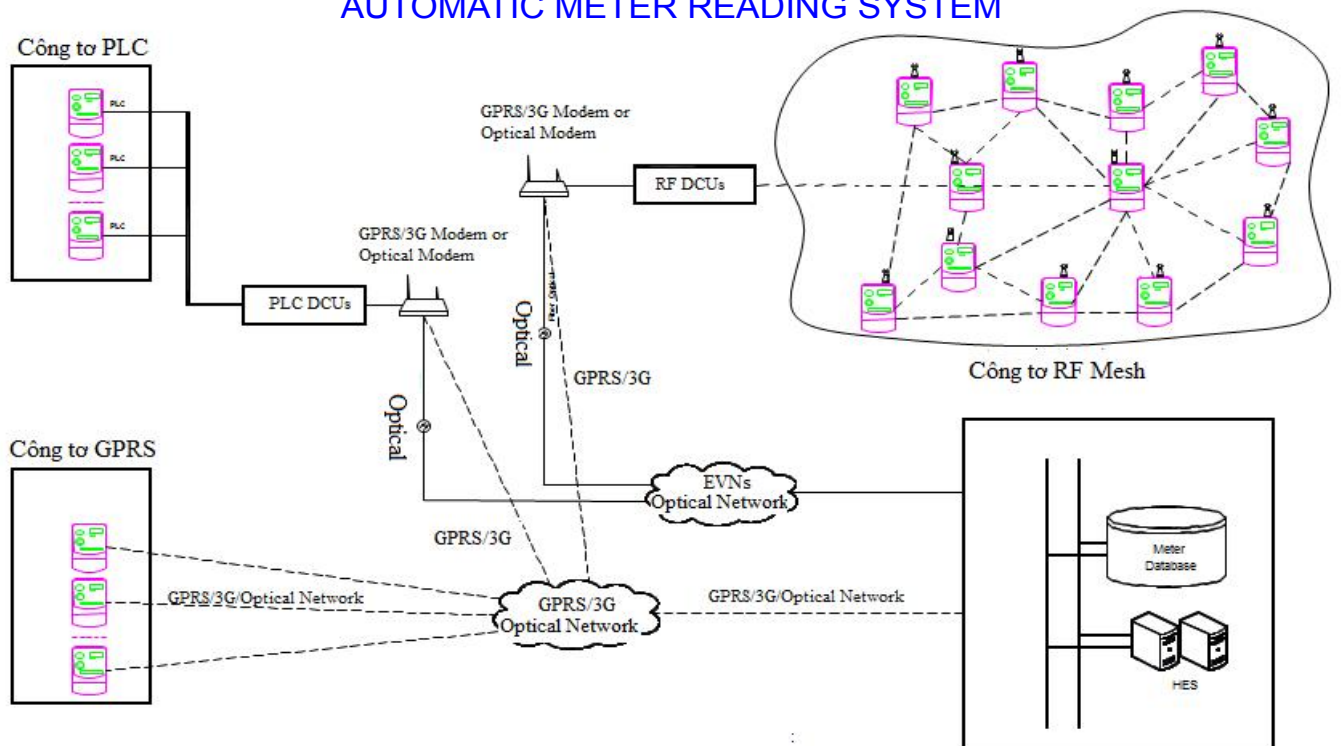 AUTOMATIC METER READING SYSTEM
Công tơ PLC
PLC
PLC
PLC
GPRS/3G Modem or
Optical Modem
RF DCUs
GPRS/3G Modem or
Optical Modem
PLC DCUs
Optical
GPRS/3G
Công tơ RF Mesh
Optical
Công tơ GPRS
EVNs
Optical Network
GPRS/3G
GPRS/3G/Optical Network
GPRS/3G
Optical Network
GPRS/3G/Optical Network
Meter
Database
HES